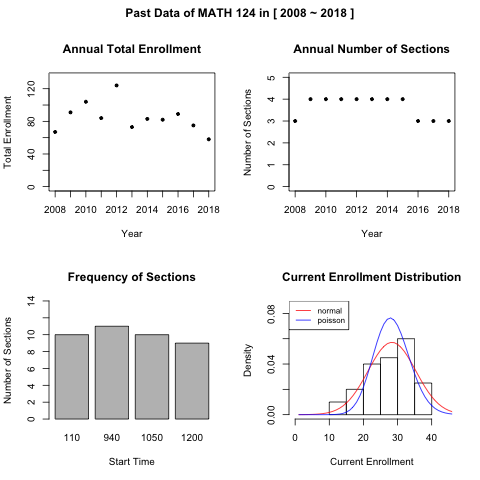 Past Data of MATH 124 in [ 2008 ~ 2018 ]
Annual Total Enrollment
Total Enrollment
0 40 80 120
2008 2010 2012 2014 2016 2018
Year
Annual Number of Sections
Number of Sections
0 1 2 3 4 5
2008 2010 2012 2014 2016 2018
Year
Frequency of Sections
Number of Sections
0 2 4 6 8 10 12 14
110 940 1050 1200
Start Time
Current Enrollment Distribution
normal
poisson
Density
0.00 0.04 0.08
0 10 20 30 40
Current Enrollment